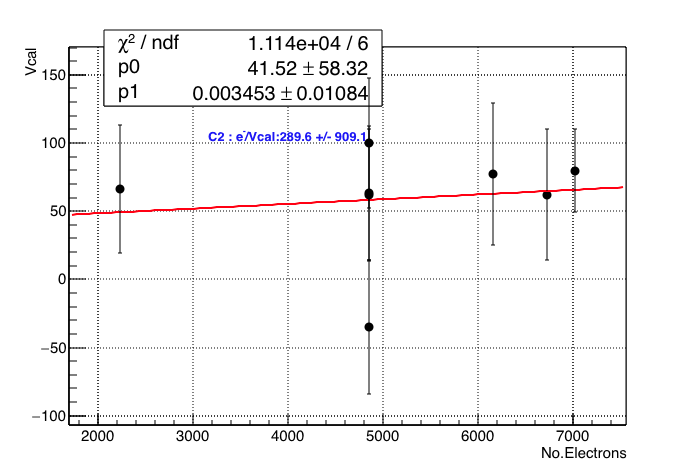 χ² / ndf 1.114e+04 / 6
p0 41.52 ± 58.32
p1 0.003453 ± 0.01084
C2 : e⁻/Vcal:289.6 +/- 909.1
Vcal
150
100
50
0
−50
−100
2000 3000 4000 5000 6000 7000
No.Electrons